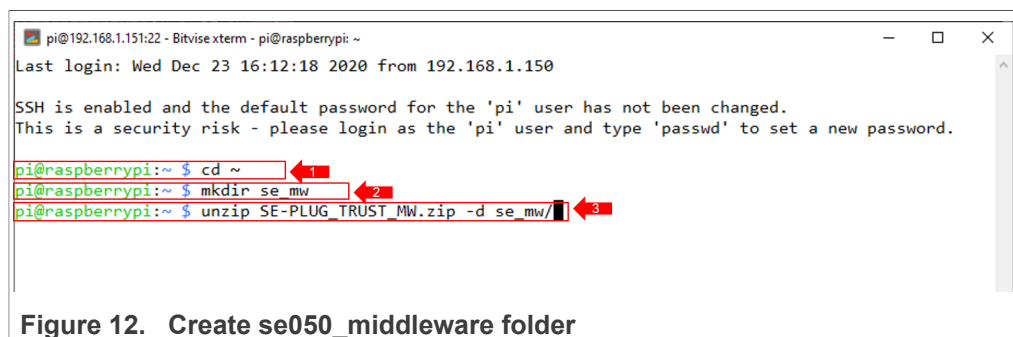 pi@192.168.1.151:22 - Bitvise xterm - pi@raspberrypi: ~
Last login: Wed Dec 23 16:12:18 2020 from 192.168.1.150
SSH is enabled and the default password for the 'pi' user has not been changed.
This is a security risk - please login as the 'pi' user and type 'passwd' to set a new password.
pi@raspberrypi:~ $ cd ~ 1
pi@raspberrypi:~ $ mkdir se_mw 2
pi@raspberrypi:~ $ unzip SE-PLUG_TRUST_MW.zip -d se_mw/ 3
Figure 12. Create se050_middleware folder